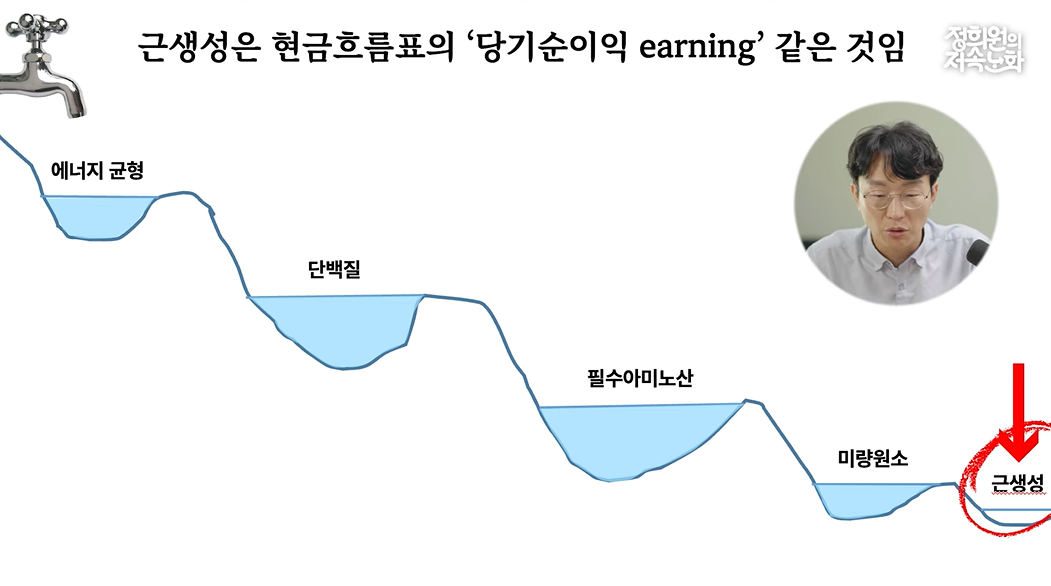 근생성은 현금흐름표의 ‘당기순이익 earning’ 같은 것임
정희원의
저속노화
에너지 균형
단백질
필수아미노산
미량원소
근생성